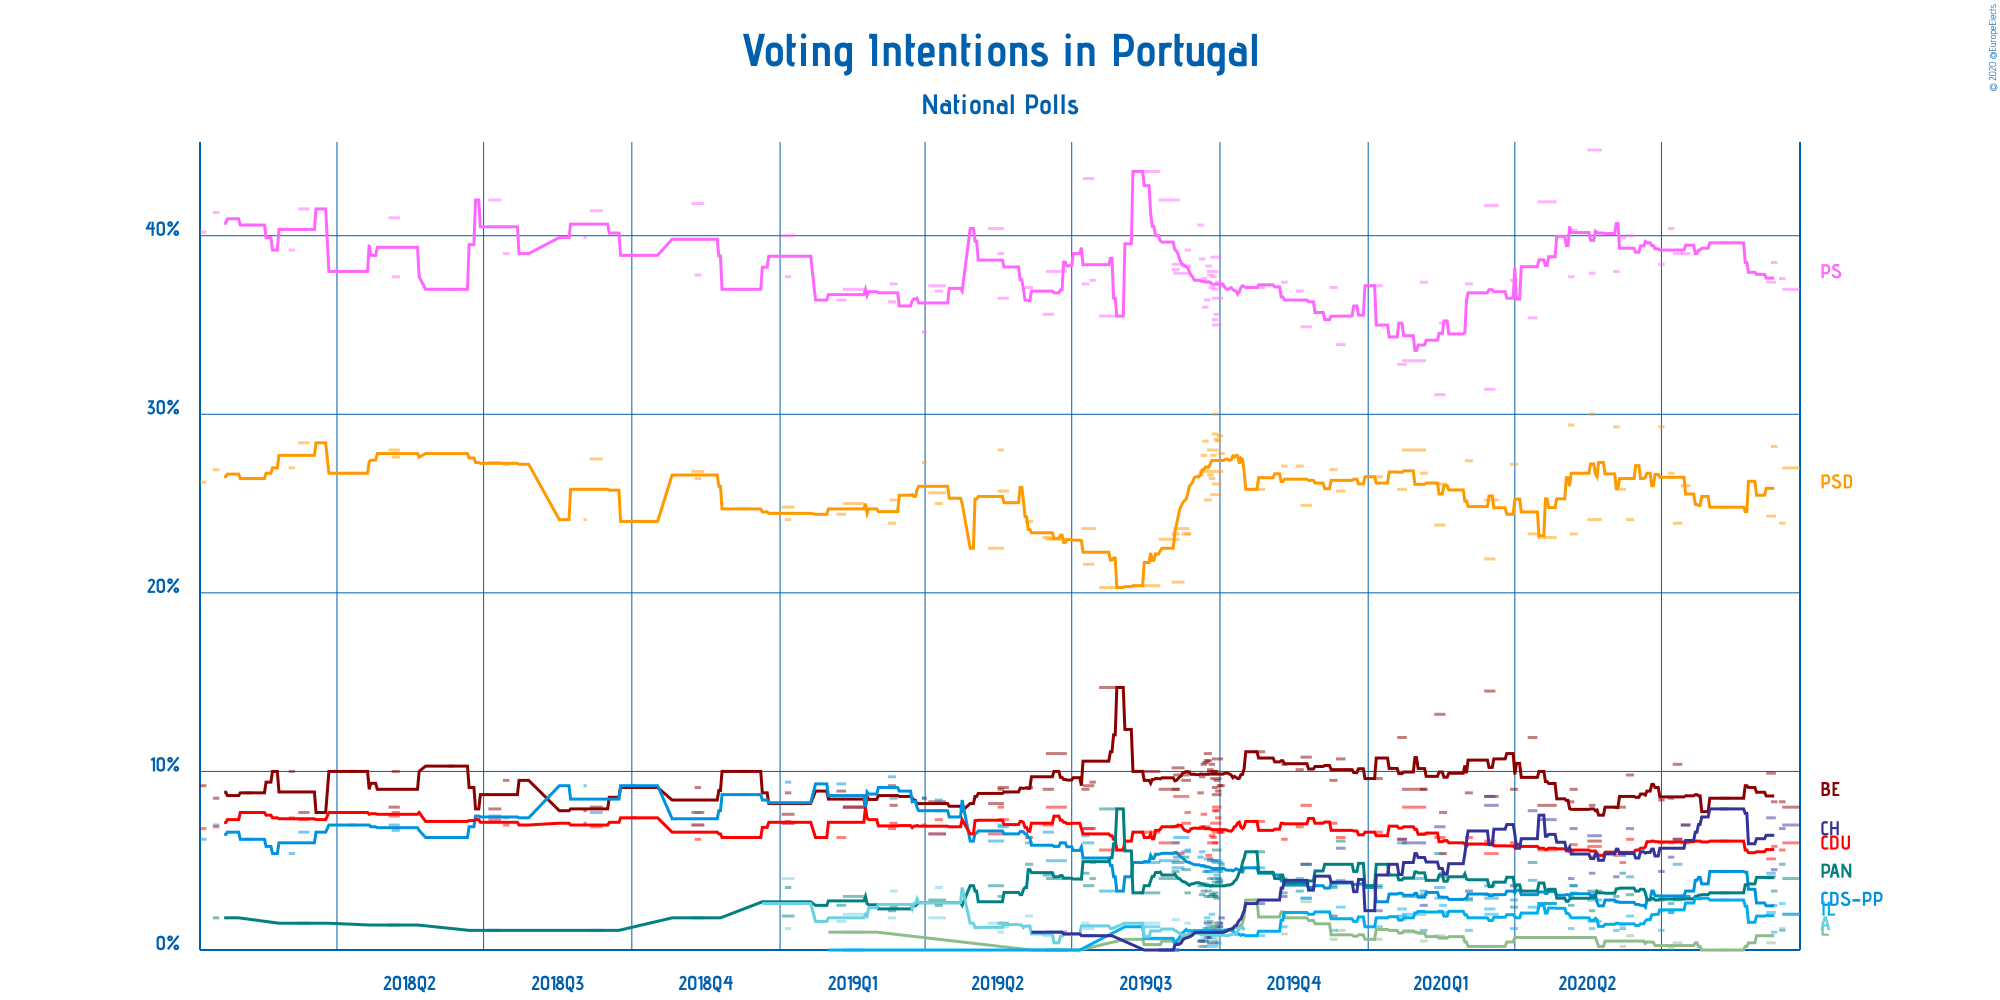 Voting Intentions in Portugal
National Polls
© 2020 @EuropeElects
40%
30%
20%
10%
0%
PS
PSD
BE
CH
CDU
PAN
CDS-PP
IL
A
L
2018Q2
2018Q3
2018Q4
2019Q1
2019Q2
2019Q3
2019Q4
2020Q1
2020Q2